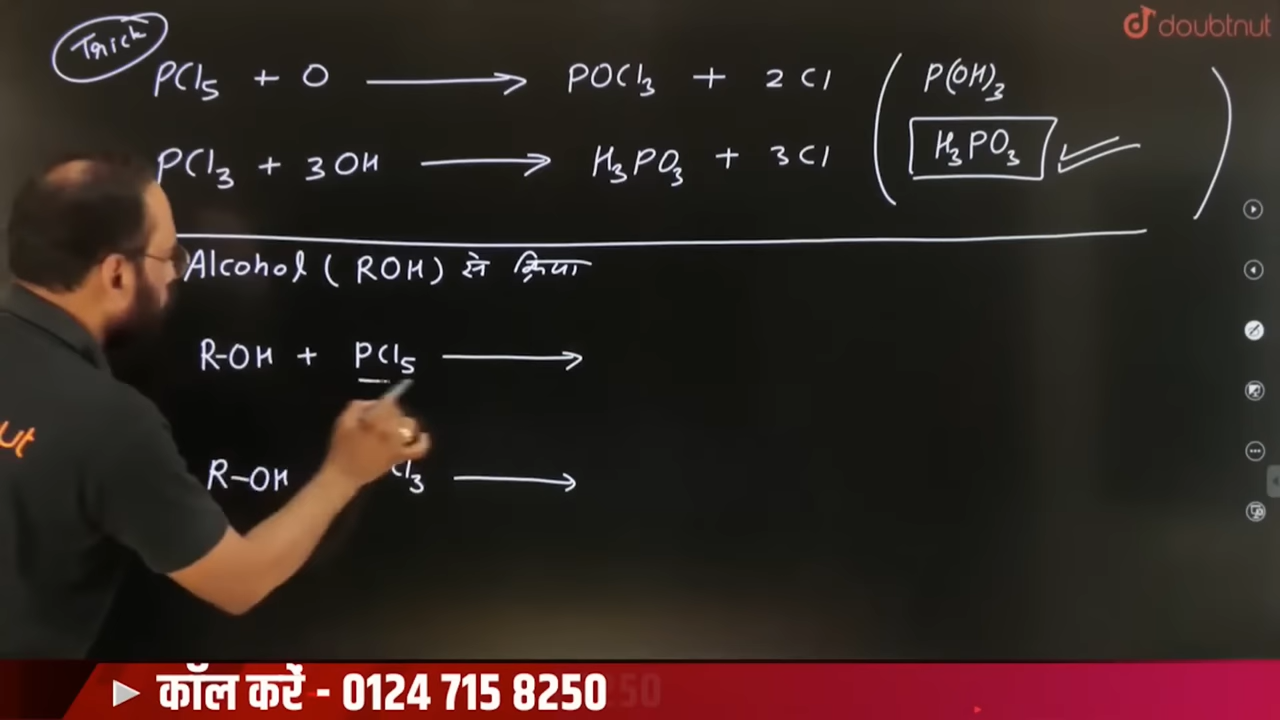 doubtnut
Trick
PCl5 + O ⟶ POCl3 + 2Cl ( P(OH)3
PCl3 + 3OH ⟶ H3PO3 + 3Cl H3PO3 )
Alcohol ( ROH ) से क्रिया
R-OH + PCl5 ⟶
R-OH Cl3 ⟶
ut
कॉल करें - 0124 715 8250